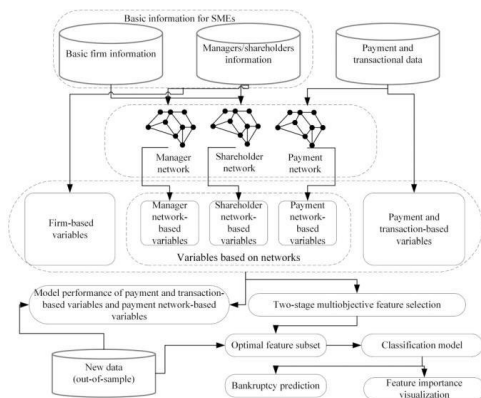 Basic information for SMEs
Basic firm information
Managers/shareholders
information
Payment and
transactional data
Manager
network
Shareholder
network
Payment
network
Firm-based
variables
Manager
network-based
variables
Shareholder
network-based
variables
Payment
network-based
variables
Payment and
transaction-based
variables
Variables based on networks
Model performance of payment and transaction-
based variables and payment network-based
variables
Two-stage multiobjective feature selection
New data
(out-of-sample)
Optimal feature subset
Classification model
Bankruptcy prediction
Feature importance
visualization